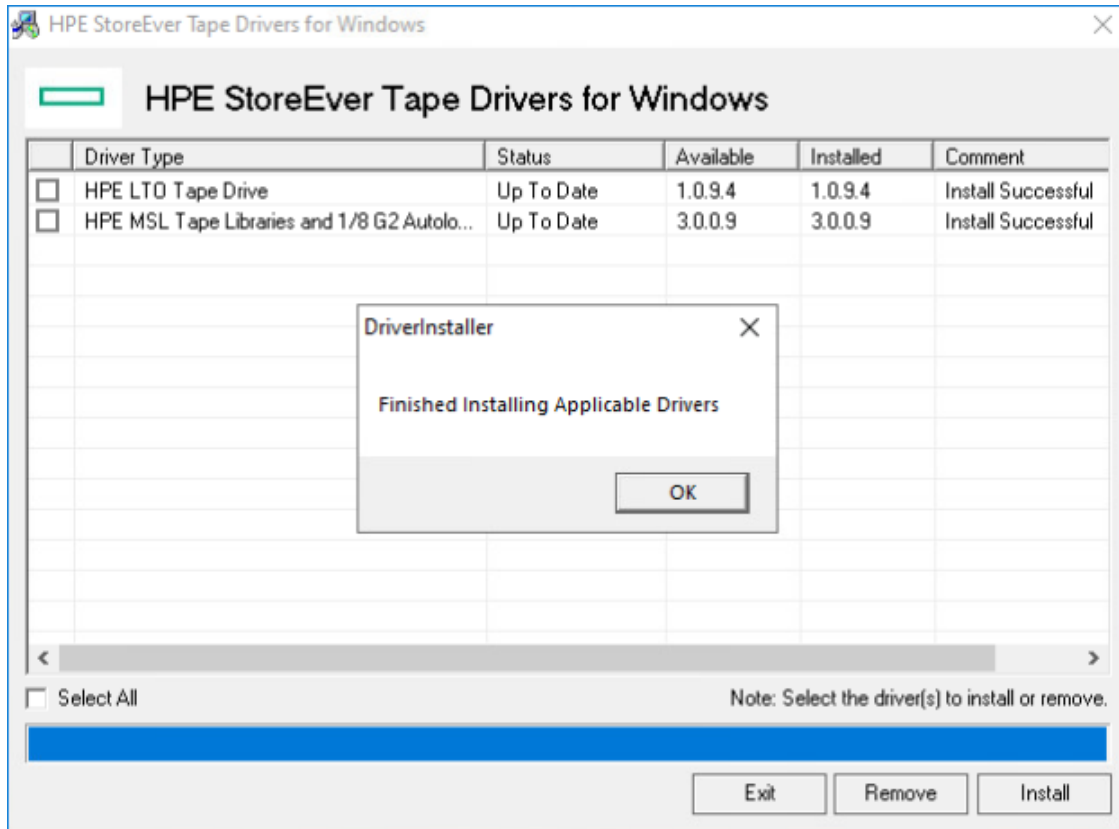 HPE StoreEver Tape Drivers for Windows
HPE StoreEver Tape Drivers for Windows
Driver Type Status Available Installed Comment
HPE LTO Tape Drive Up To Date 1.0.9.4 1.0.9.4 Install Successful
HPE MSL Tape Libraries and 1/8 G2 Autolo... Up To Date 3.0.0.9 3.0.0.9 Install Successful
DriverInstaller
Finished Installing Applicable Drivers
OK
Select All Note: Select the driver(s) to install or remove.
Exit Remove Install